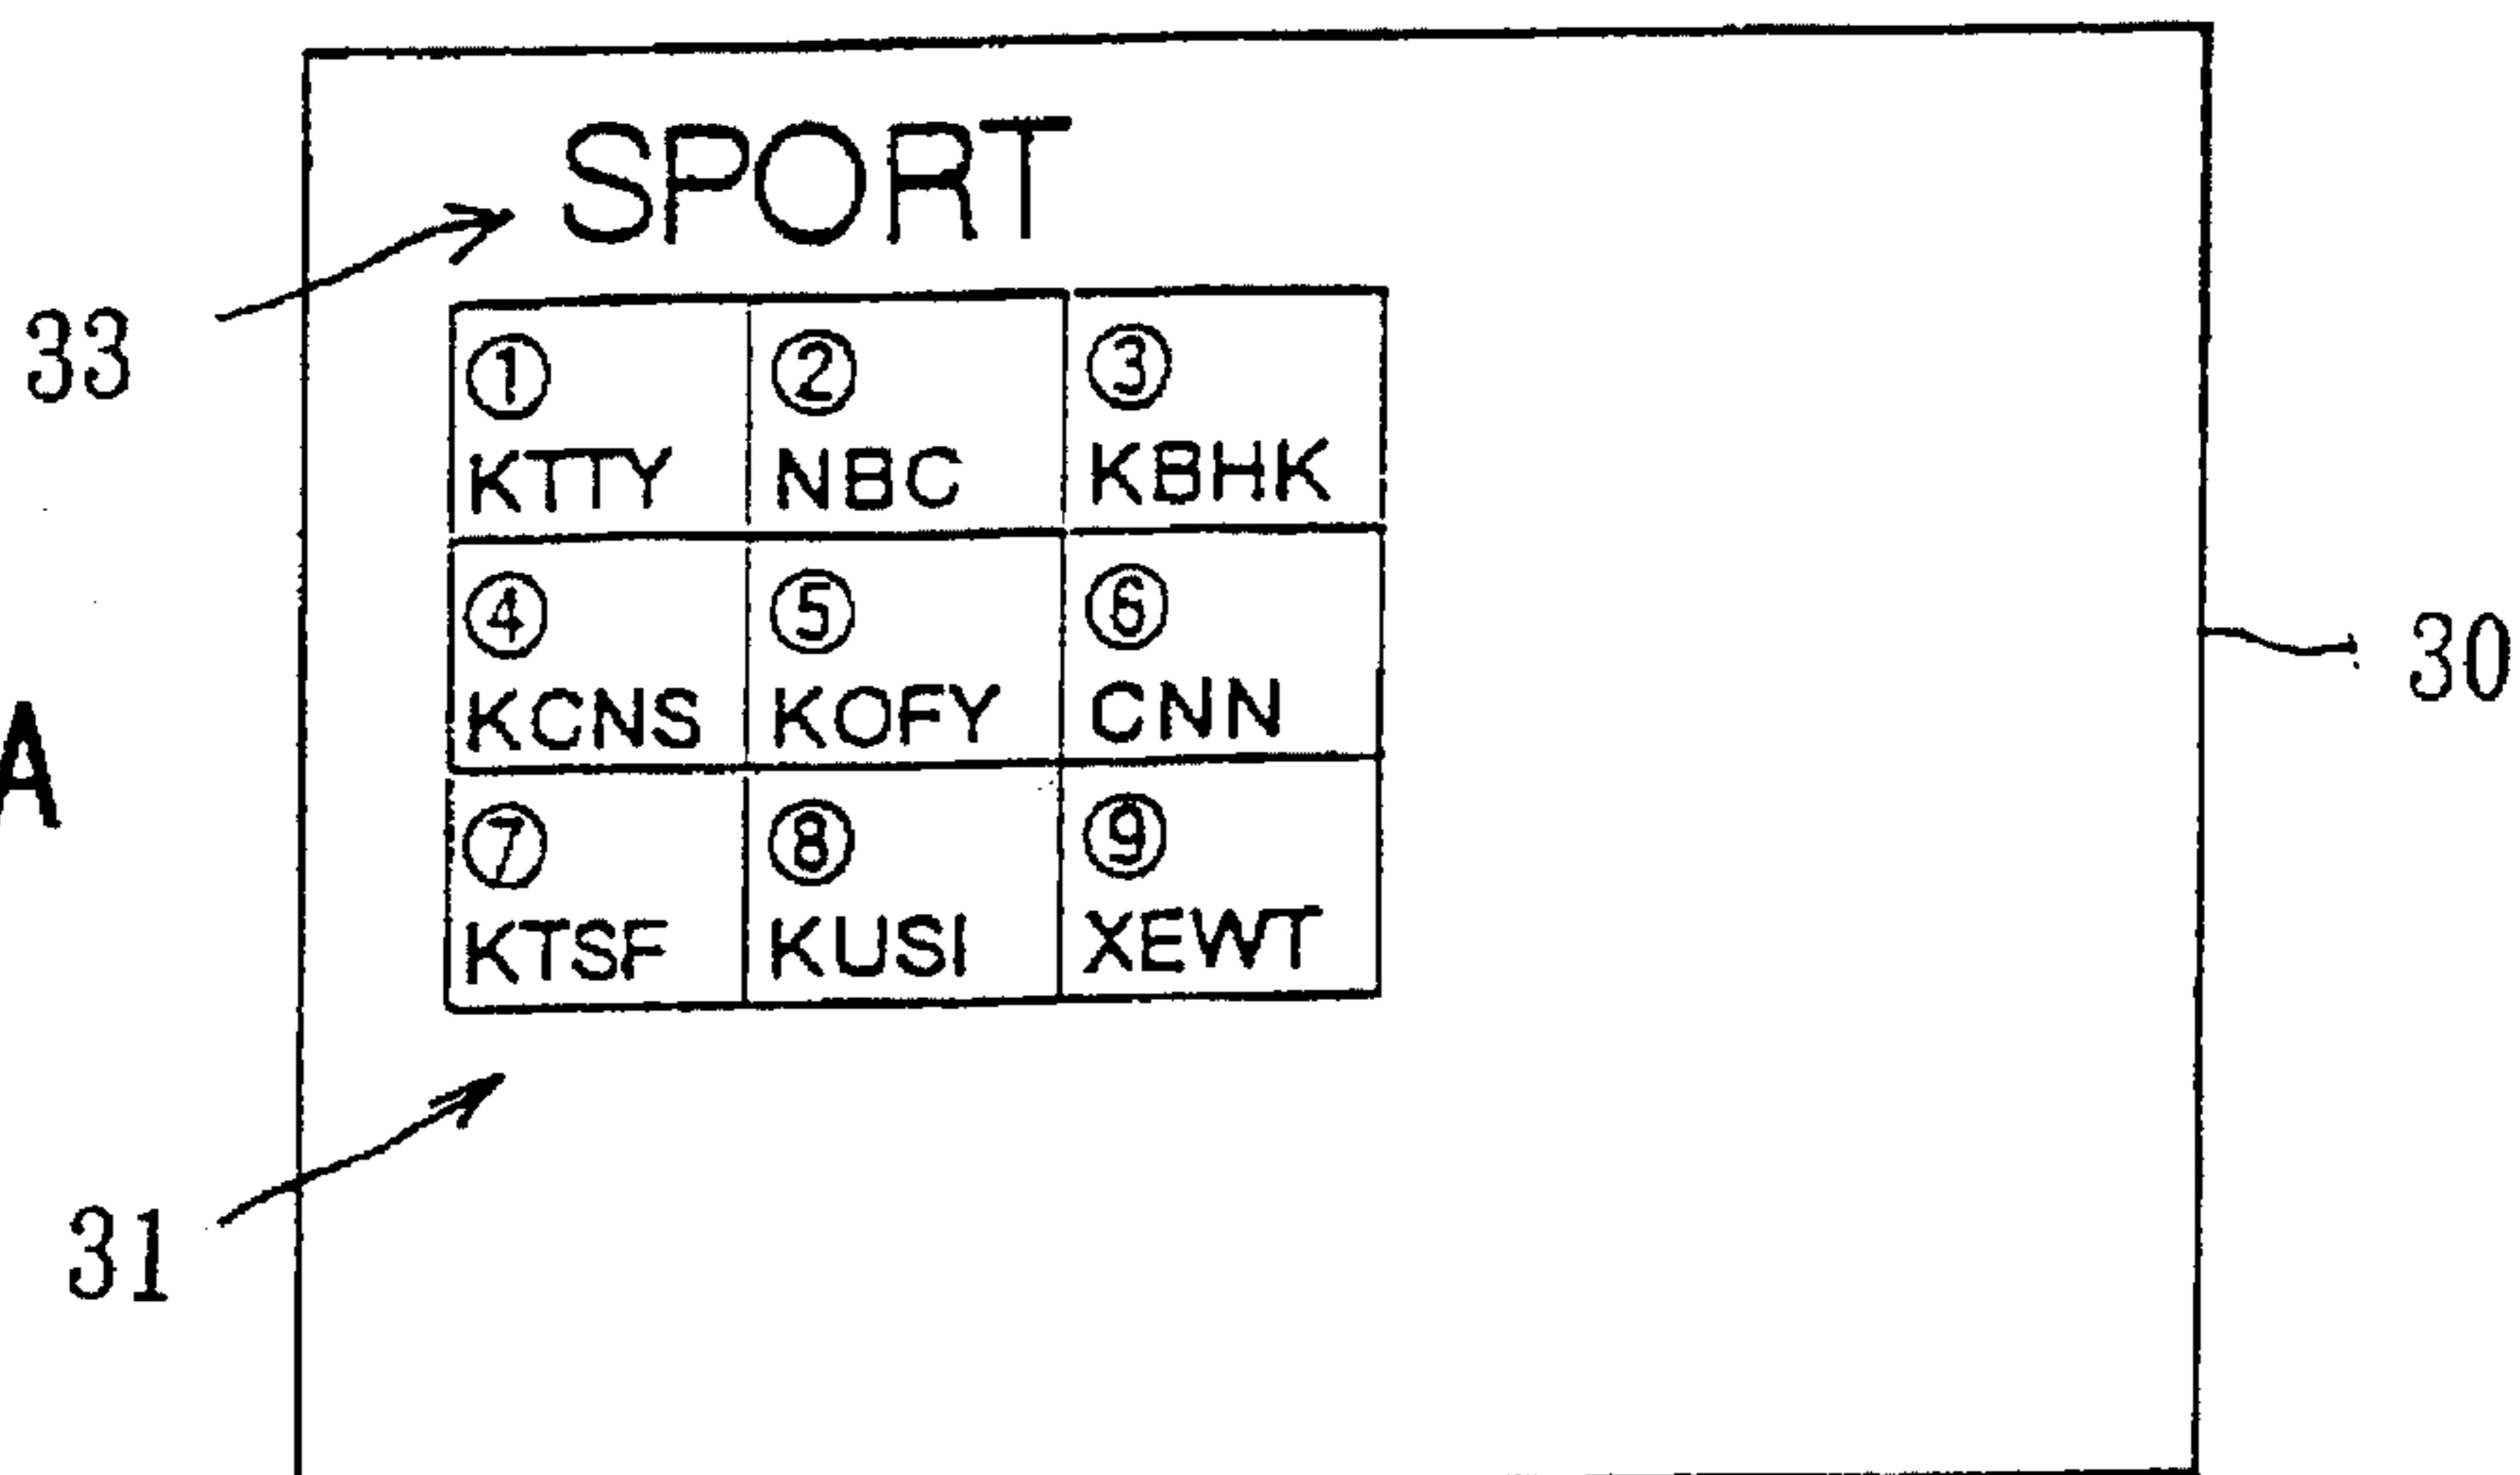 SPORT
33
① ② ③
KTTY NBC KBHK
④ ⑤ ⑥
KCNS KOFY CNN
30
A
⑦ ⑧ ⑨
KTSF KUSI XEWT
31